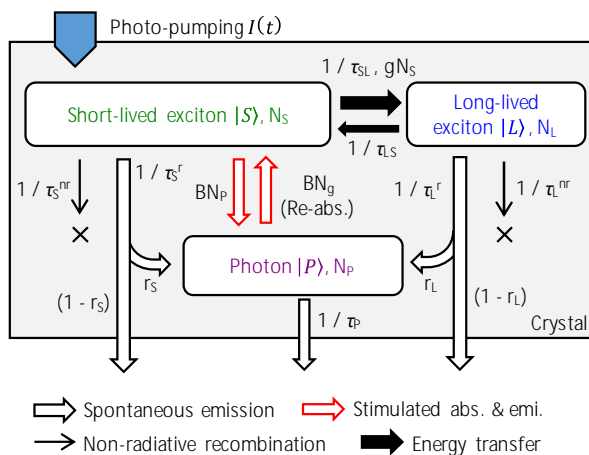 Photo-pumping I(t)
1 / τSL , gNS
Short-lived exciton |S⟩, NS
Long-lived
exciton |L⟩, NL
1 / τLS
1 / τSnr
1 / τSr
BNP
BNg
(Re-abs.)
1 / τLr
1 / τLnr
Photon |P⟩, NP
rS
rL
(1 - rS)
1 / τP
(1 - rL)
Crystal
Spontaneous emission
Stimulated abs. & emi.
Non-radiative recombination
Energy transfer